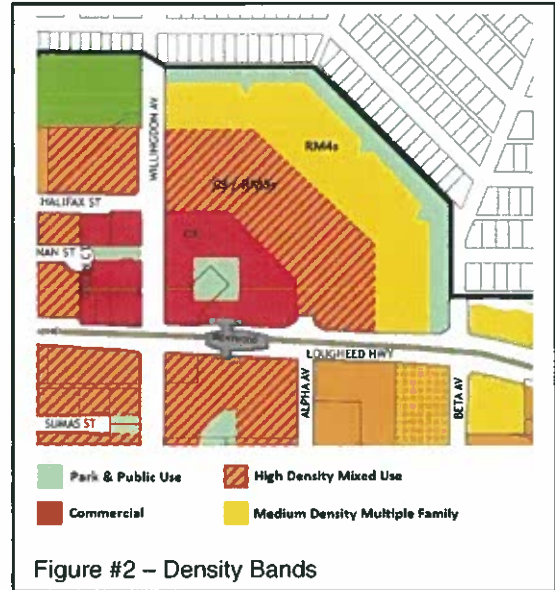 WILLINGDON AV
RM4s
HALIFAX ST
C3
NAN ST
LOUGHEED HWY
ALPHA AV
BETA AV
SUMAS ST
Park & Public Use
High Density Mixed Use
Commercial
Medium Density Multiple Family
Figure #2 – Density Bands